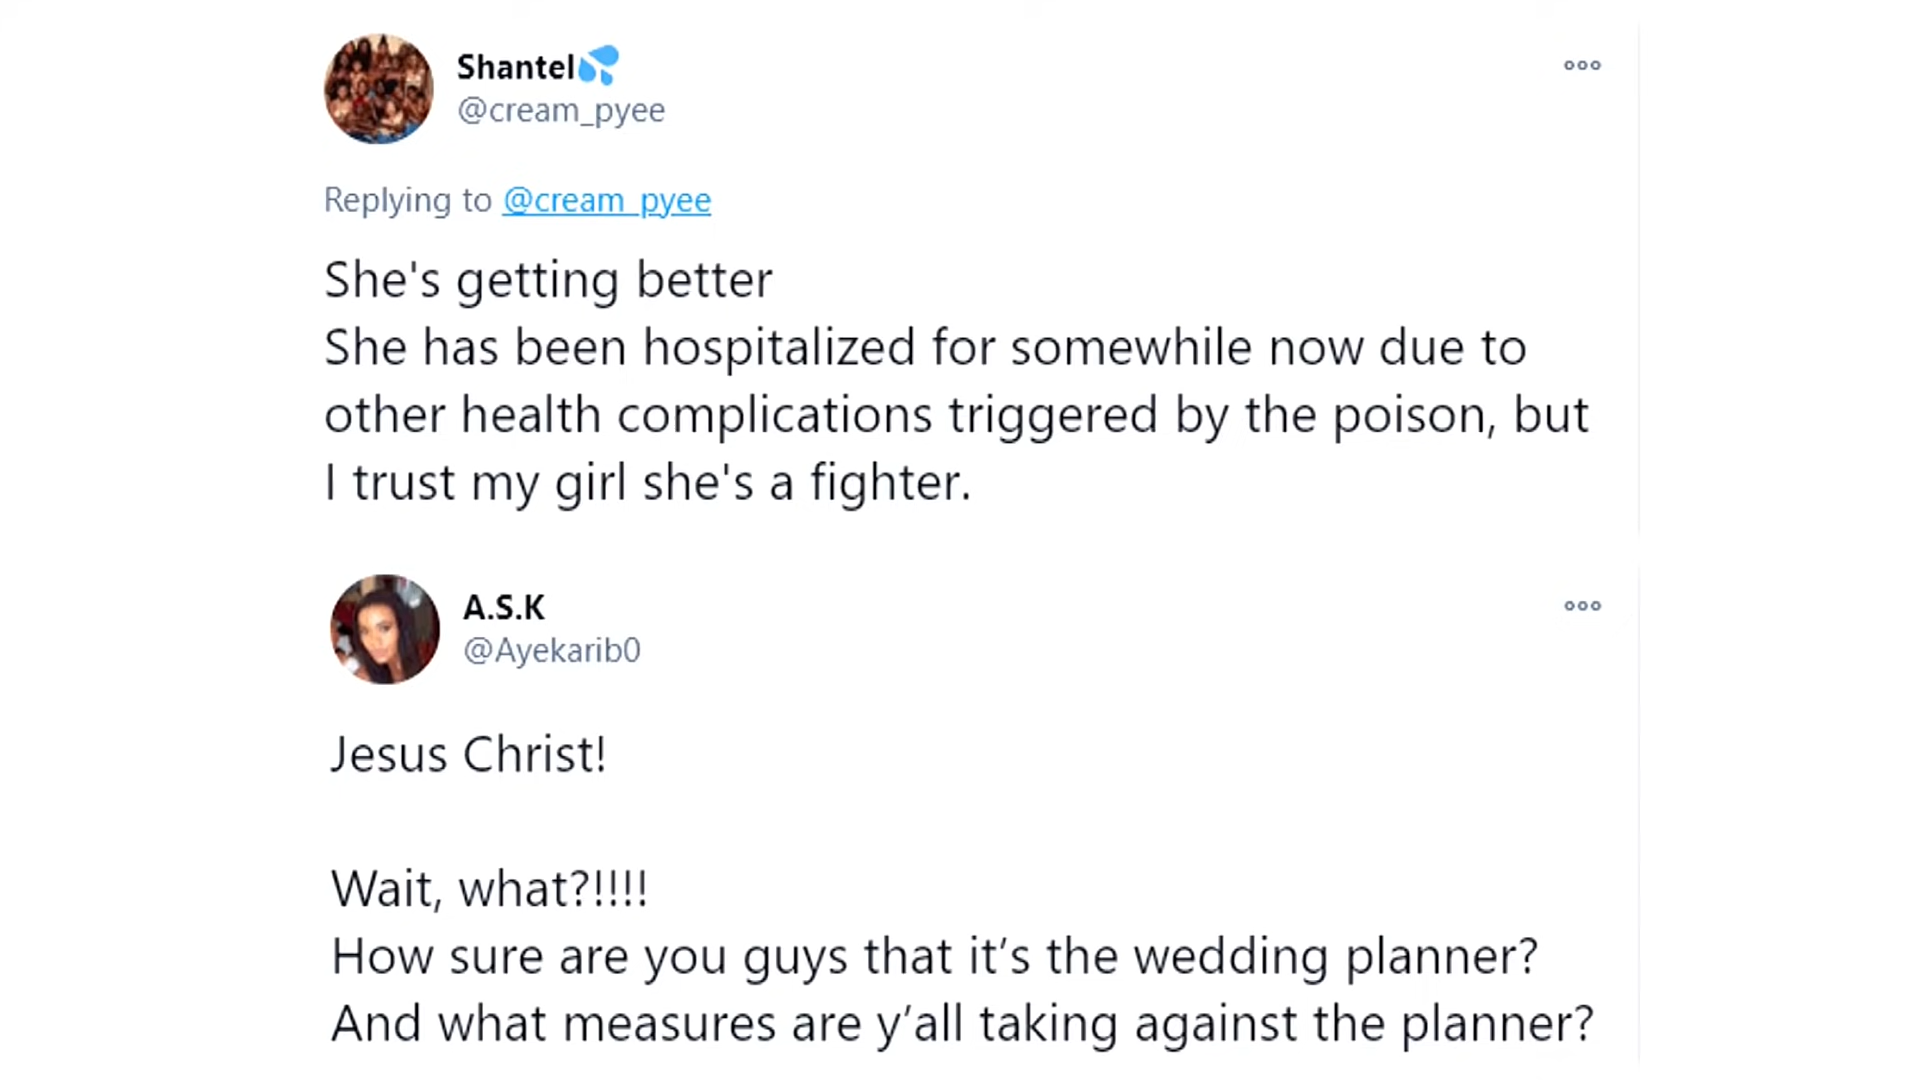 Shantel💦
@cream_pyee
Replying to @cream_pyee
She's getting better
She has been hospitalized for somewhile now due to
other health complications triggered by the poison, but
I trust my girl she's a fighter.
A.S.K
@Ayekarib0
Jesus Christ!
Wait, what?!!!!
How sure are you guys that it’s the wedding planner?
And what measures are y’all taking against the planner?